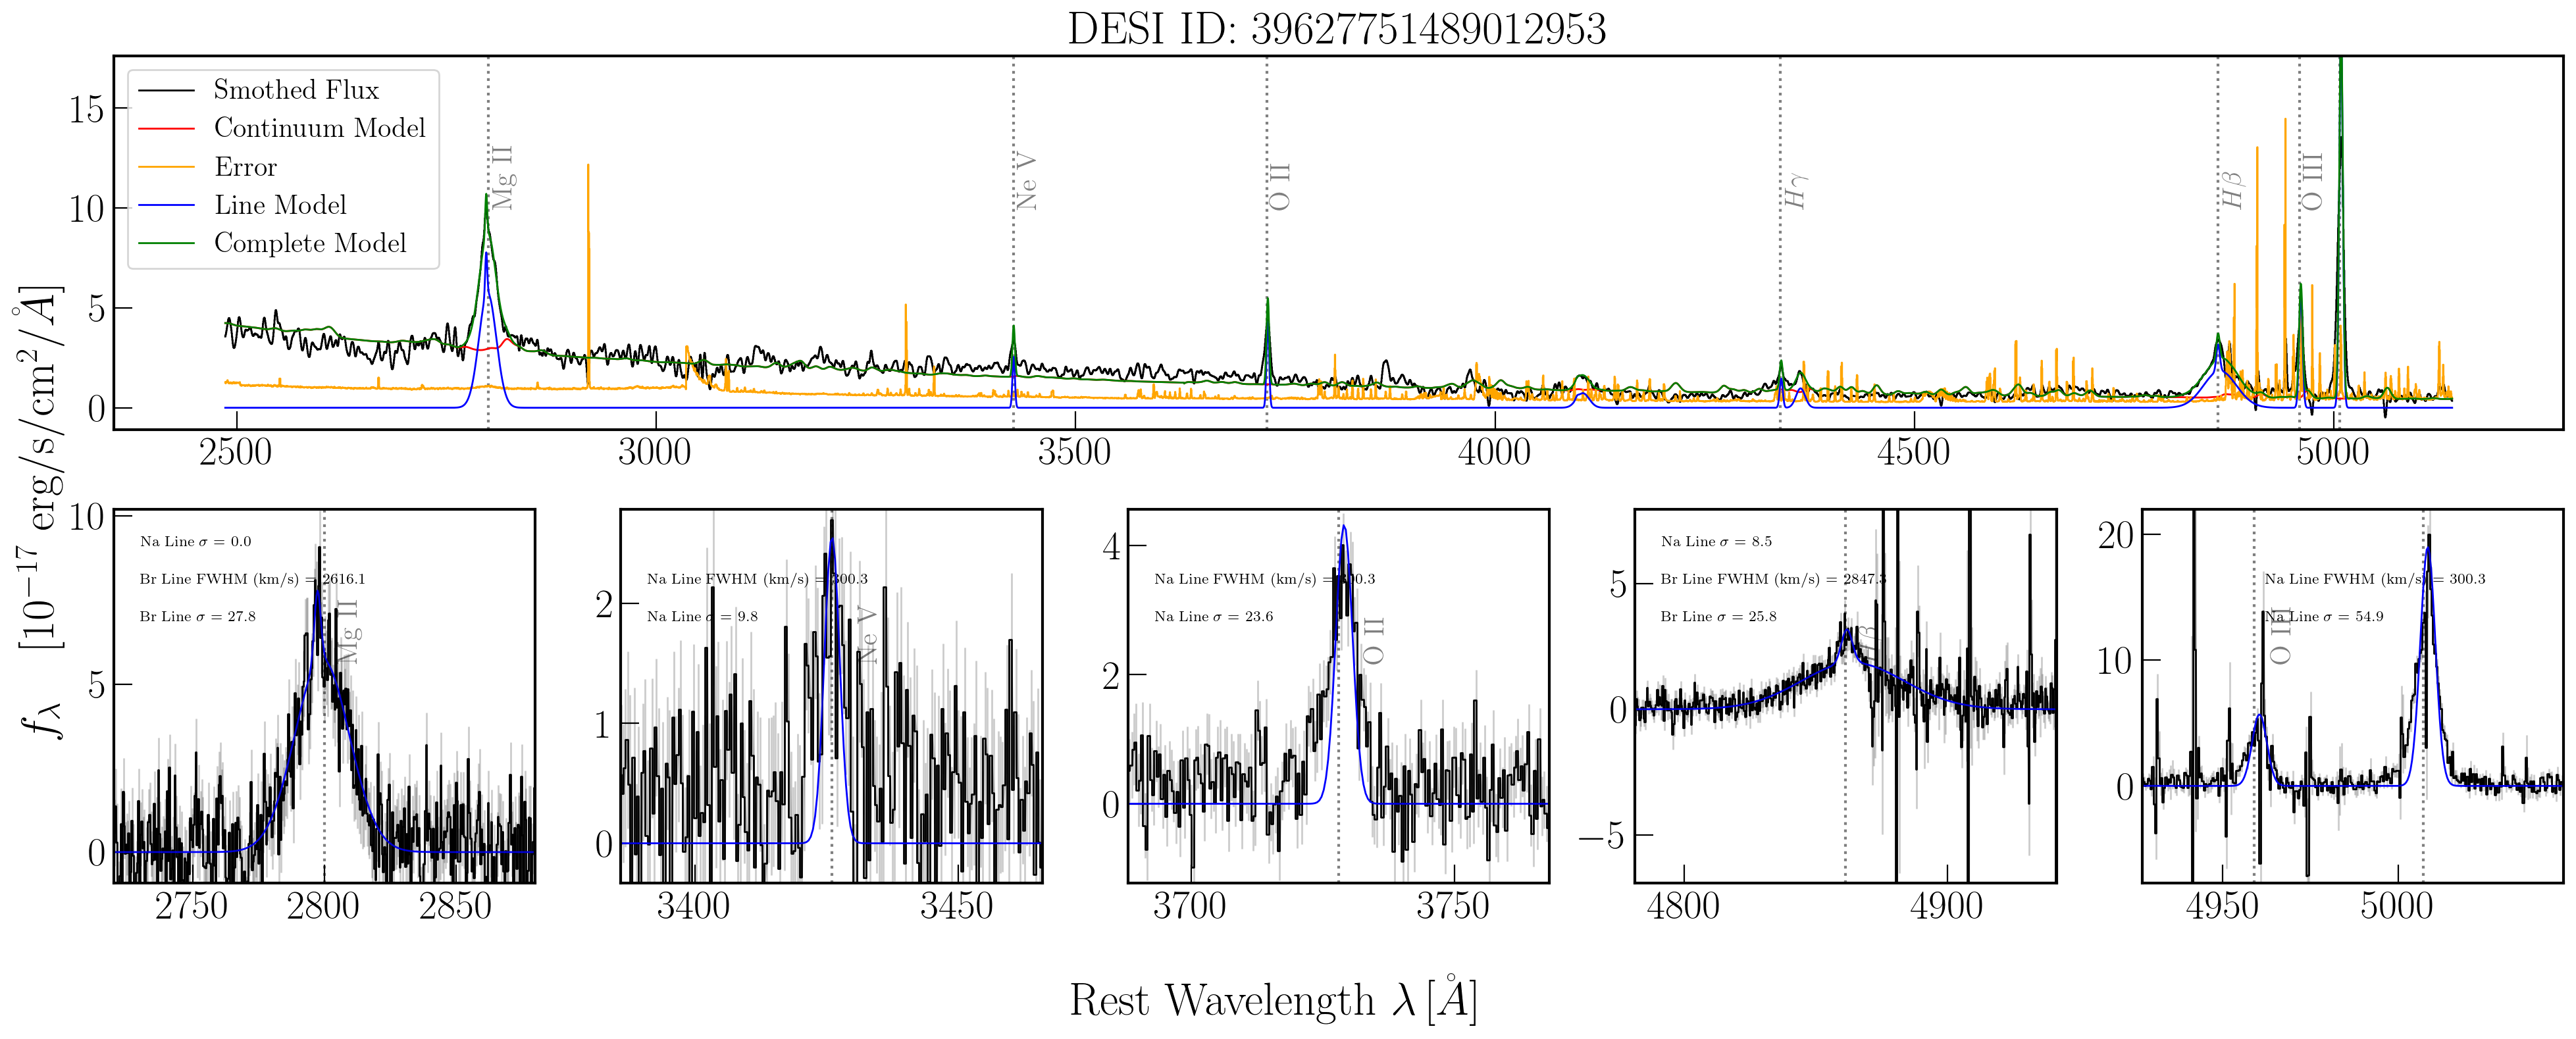 DESI ID: 39627751489012953
Smothed Flux
Continuum Model
Error
Line Model
Complete Model
Mg II
Ne V
O II
Hγ
Hβ
O III
15
10
5
0
2500 3000 3500 4000 4500 5000
f_λ [10⁻¹⁷ erg/s/cm²/Å]
10
5
0
Na Line σ = 0.0
Br Line FWHM (km/s) = 2616.1
Br Line σ = 27.8
Mg II
2750 2800 2850
2
1
0
Na Line FWHM (km/s) = 300.3
Na Line σ = 9.8
Ne V
3400 3450
4
2
0
Na Line FWHM (km/s) = 300.3
Na Line σ = 23.6
O II
3700 3750
5
0
−5
Na Line σ = 8.5
Br Line FWHM (km/s) = 2847.3
Br Line σ = 25.8
Hβ
4800 4900
20
10
0
Na Line FWHM (km/s) = 300.3
Na Line σ = 54.9
O III
4950 5000
Rest Wavelength λ [Å]